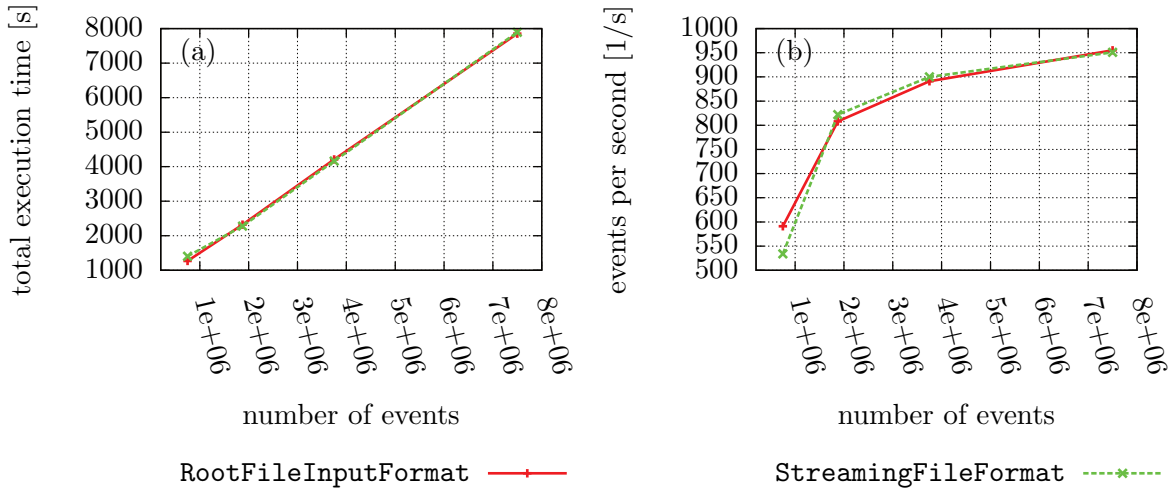 total execution time [s]
8000
7000
6000
5000
4000
3000
2000
1000
(a)
1e+06
2e+06
3e+06
4e+06
5e+06
6e+06
7e+06
8e+06
number of events
events per second [1/s]
1000
950
900
850
800
750
700
650
600
550
500
(b)
1e+06
2e+06
3e+06
4e+06
5e+06
6e+06
7e+06
8e+06
number of events
RootFileInputFormat
StreamingFileFormat